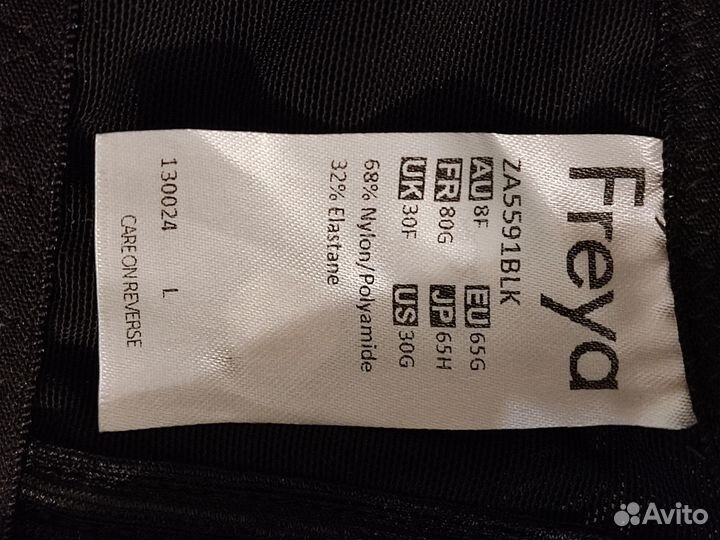 Freya
ZA5591BLK
AU 8F EU 65G
FR 80G JP 65H
UK 30F US 30G
68% Nylon/Polyamide
32% Elastane
130024 L
CARE ON REVERSE
Avito